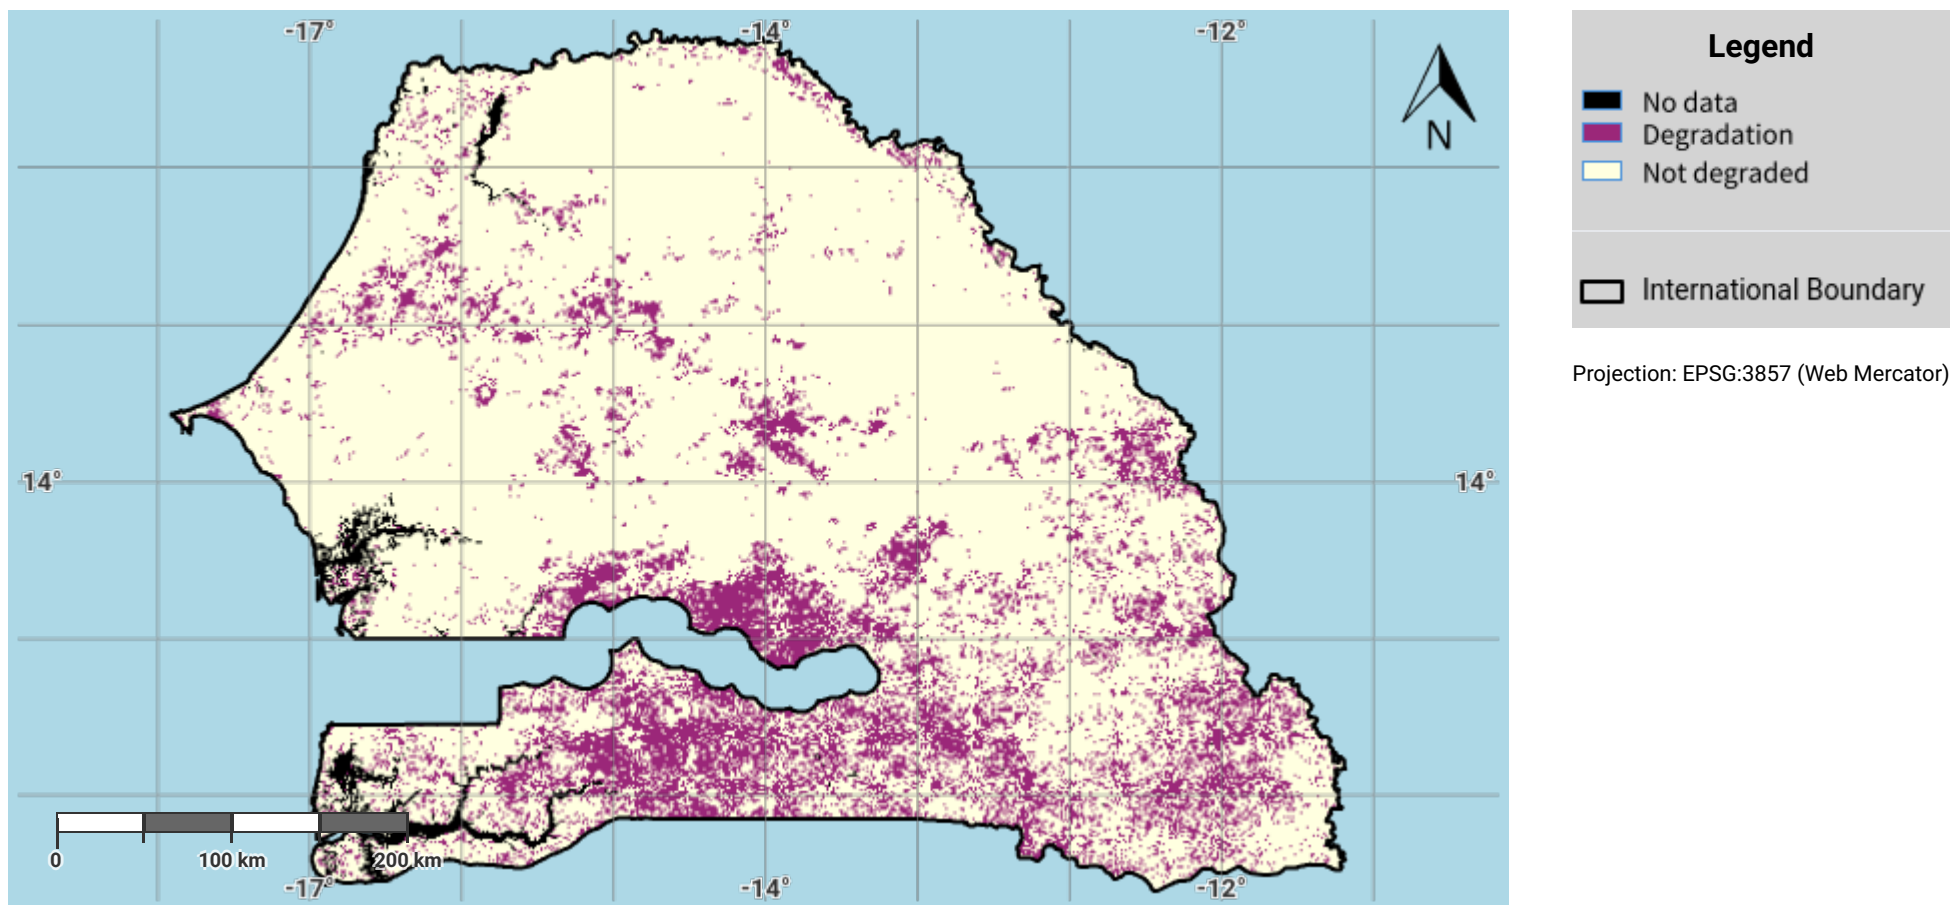 -17° -14° -12°
N
14° 14°
0 100 km 200 km
-17° -14° -12°
Legend
No data
Degradation
Not degraded
International Boundary
Projection: EPSG:3857 (Web Mercator)